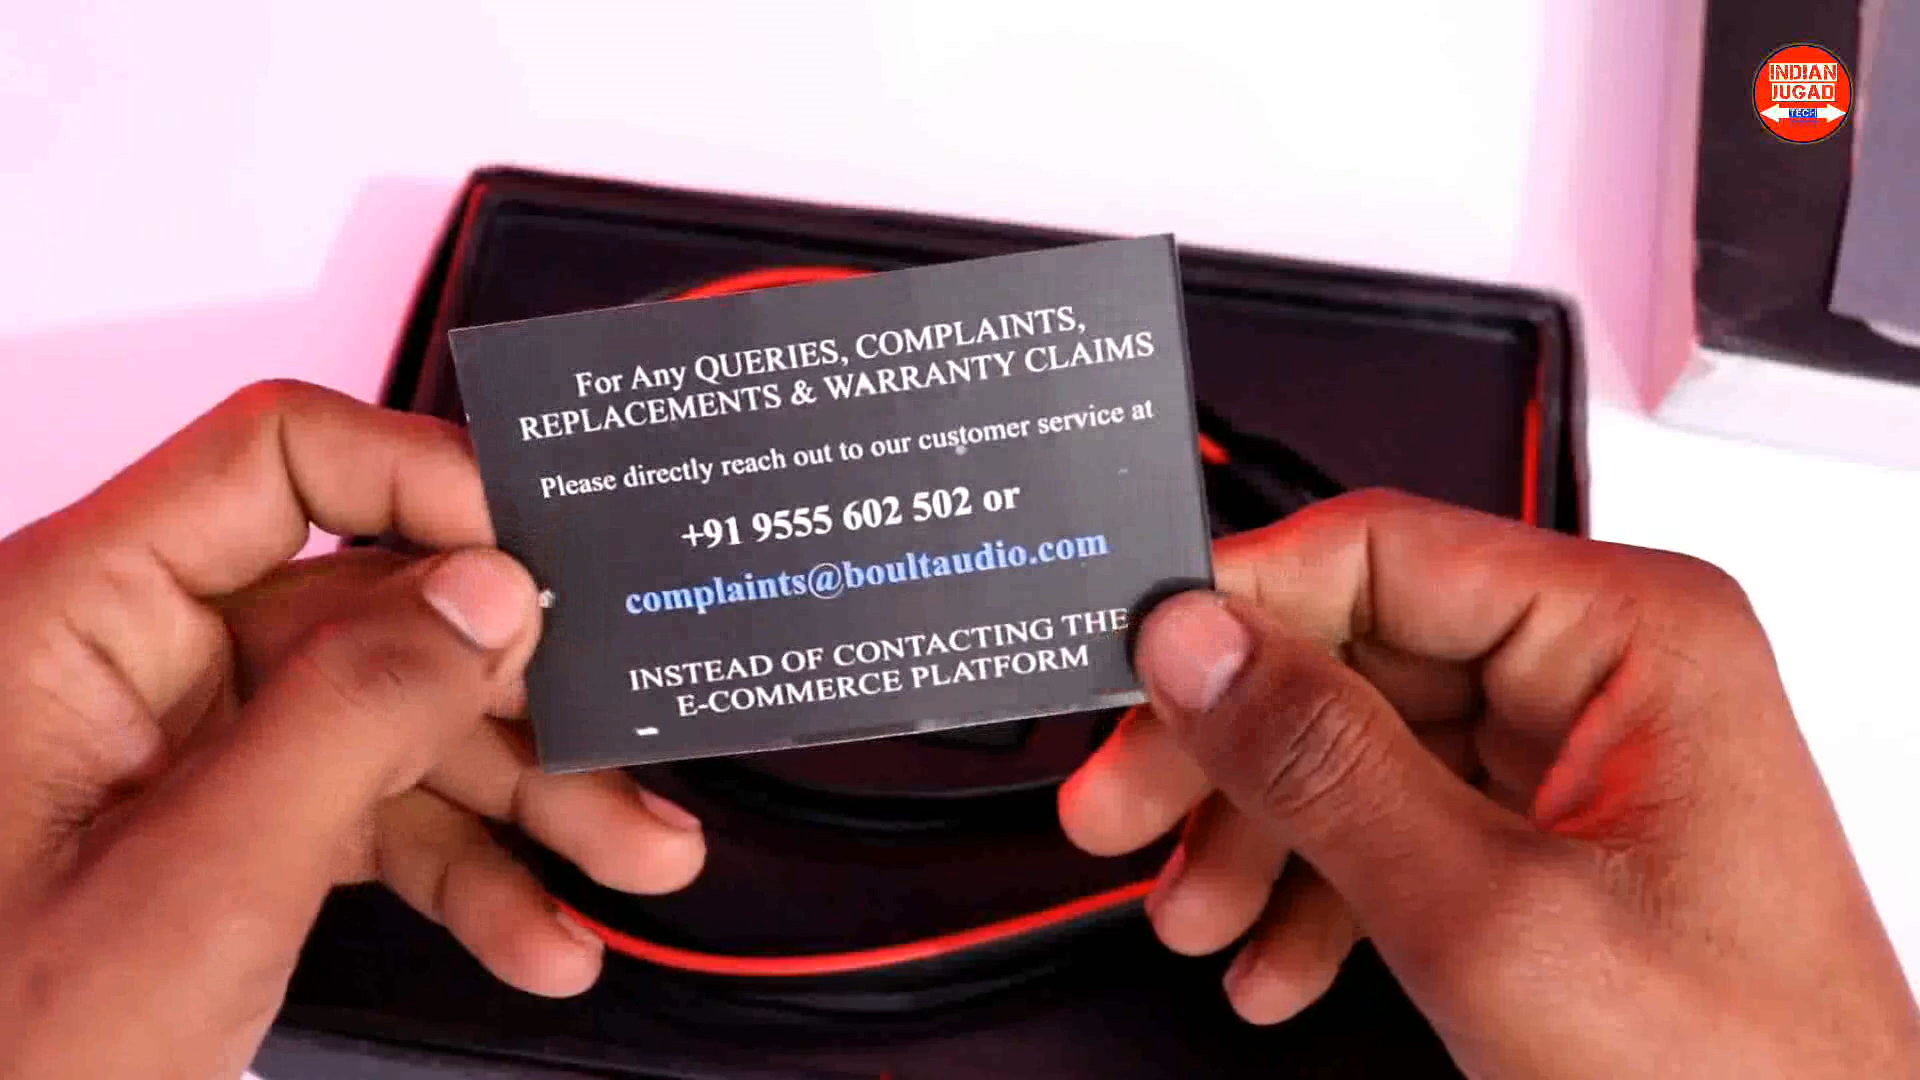 INDIAN
JUGAD
TECH
For Any QUERIES, COMPLAINTS,
REPLACEMENTS & WARRANTY CLAIMS
Please directly reach out to our customer service at
+91 9555 602 502 or
complaints@boultaudio.com
INSTEAD OF CONTACTING THE
E-COMMERCE PLATFORM